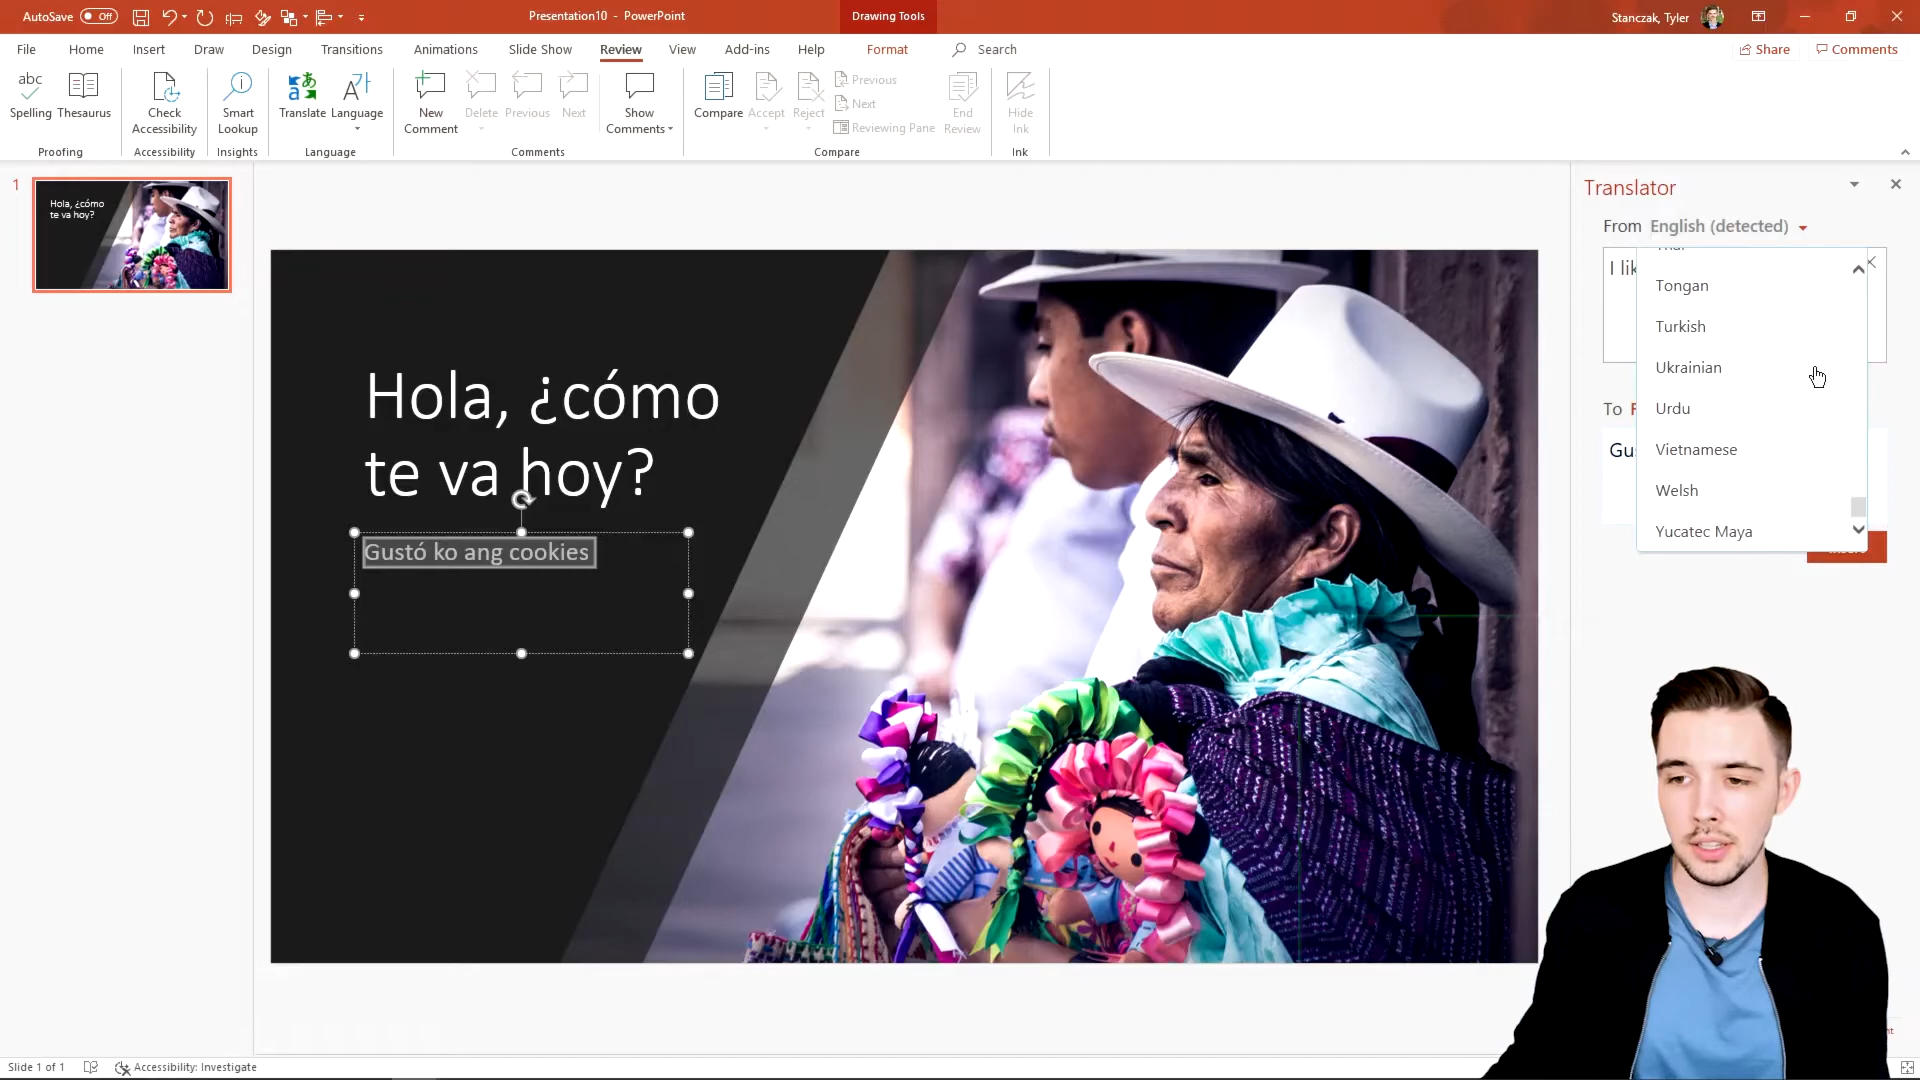 AutoSave Off
Presentation10 - PowerPoint
Drawing Tools
Stanczak, Tyler
File Home Insert Draw Design Transitions Animations Slide Show Review View Add-ins Help Format Search
Share Comments
abc
Spelling Thesaurus
Check Accessibility
Smart Lookup
Translate Language
New Comment
Delete Previous Next
Show Comments
Compare Accept Reject
Previous
Next
Reviewing Pane
End Review
Hide Ink
Proofing Accessibility Insights Language Comments Compare Ink
1
Hola, ¿cómo
te va hoy?
Hola, ¿cómo
te va hoy?
Gustó ko ang cookies
Translator
From English (detected)
I
Tongan
Turkish
Ukrainian
To
Urdu
Vietnamese
Welsh
Yucatec Maya
Slide 1 of 1
Accessibility: Investigate